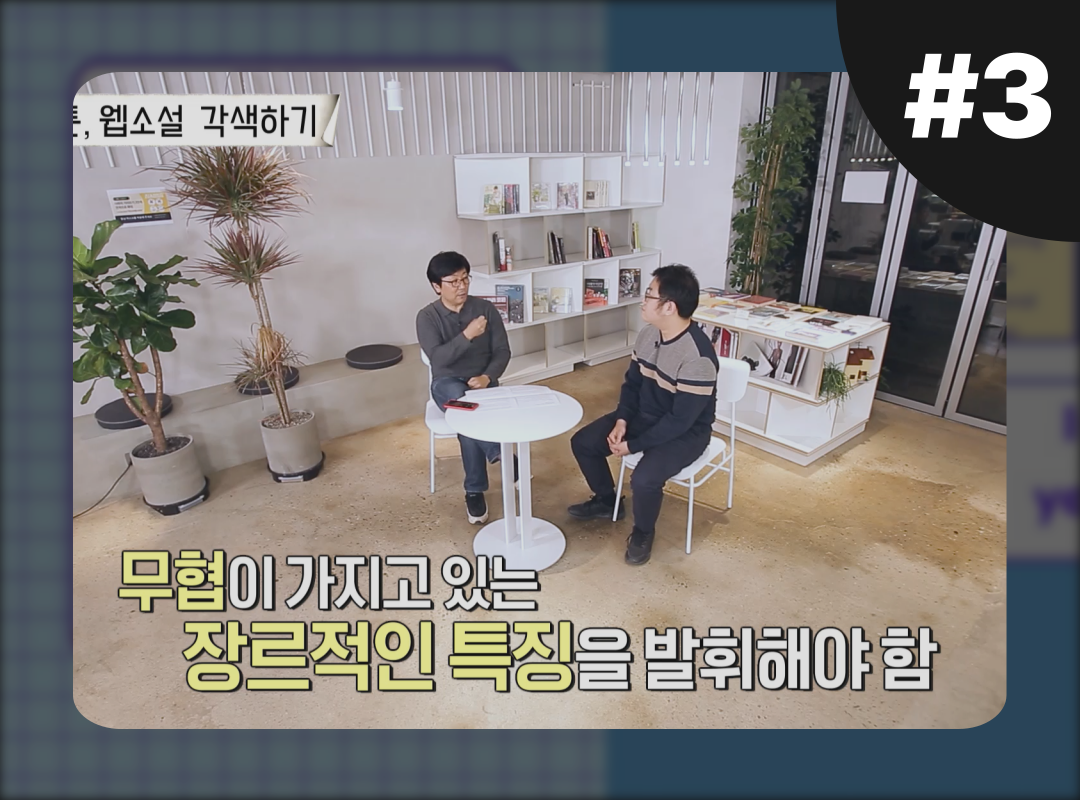 #3
, 웹소설 각색하기
무협이 가지고 있는
장르적인 특징을 발휘해야 함